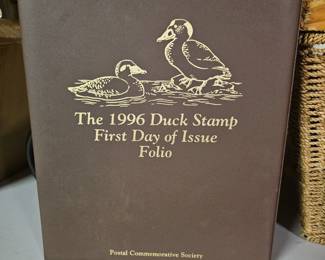 The 1996 Duck Stamp
First Day of Issue
Folio
Postal Commemorative Society